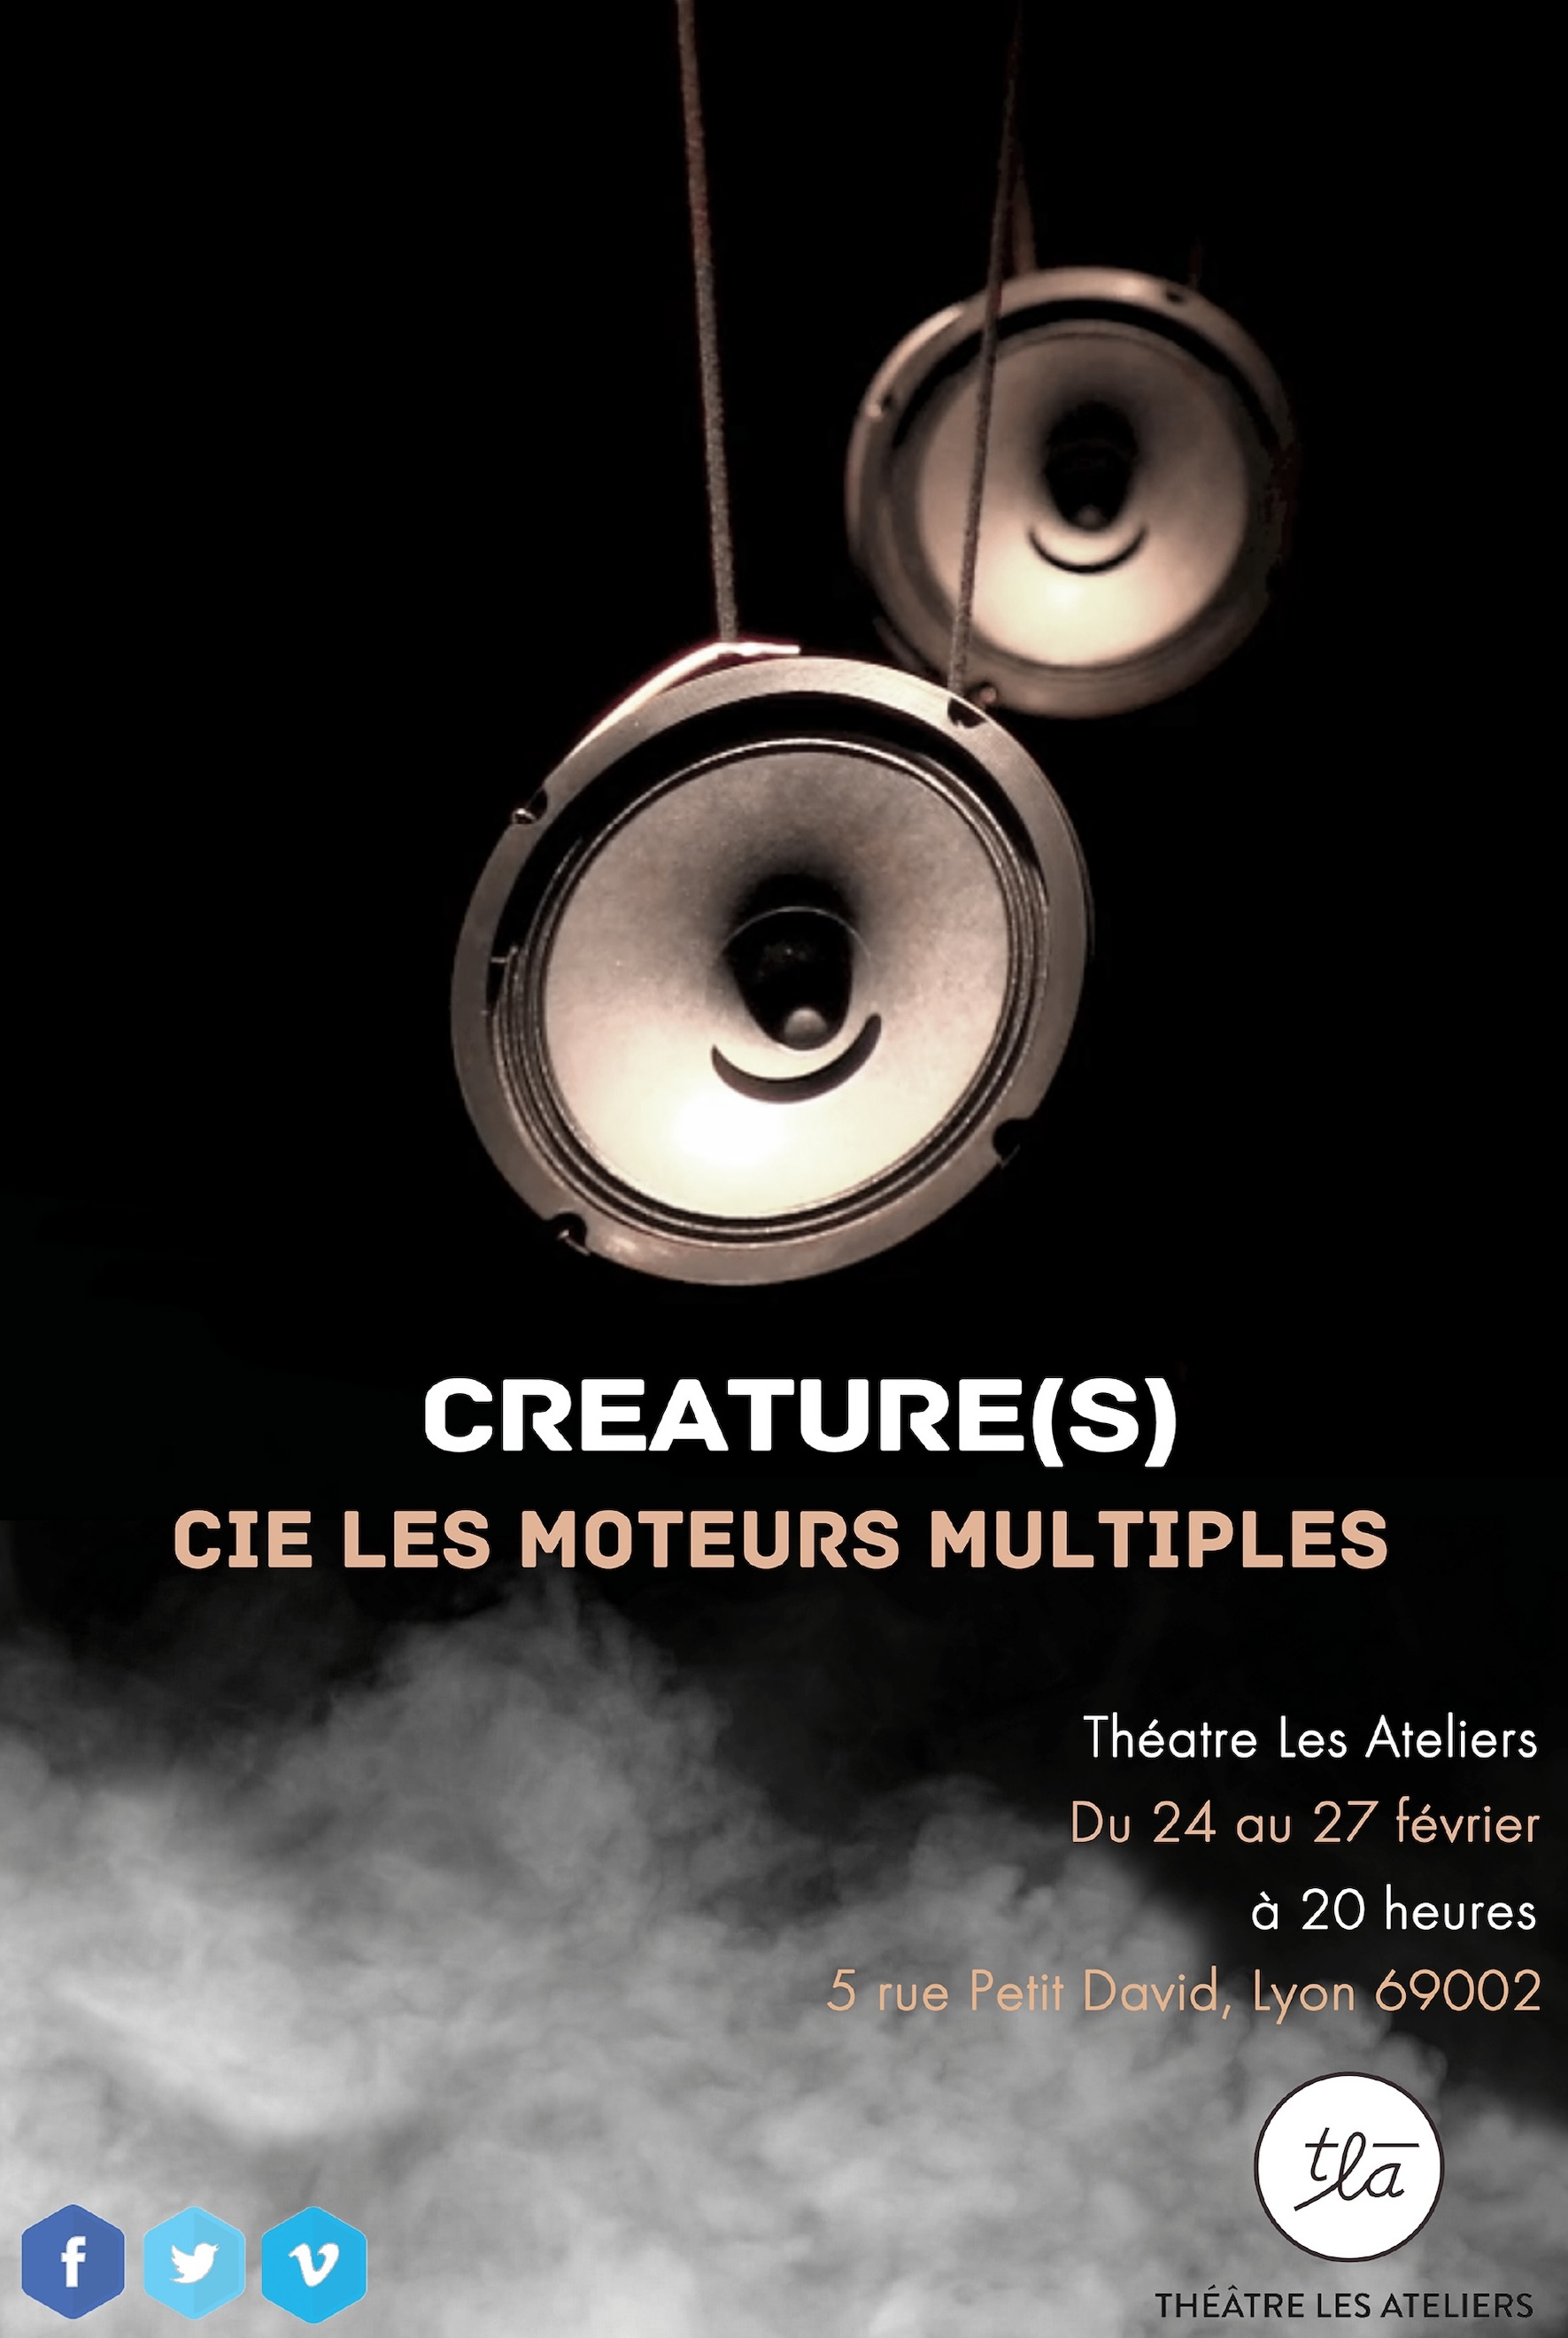 CREATURE(S)
CIE LES MOTEURS MULTIPLES
Théatre Les Ateliers
Du 24 au 27 février
à 20 heures
5 rue Petit David, Lyon 69002
tla
THÉÂTRE LES ATELIERS